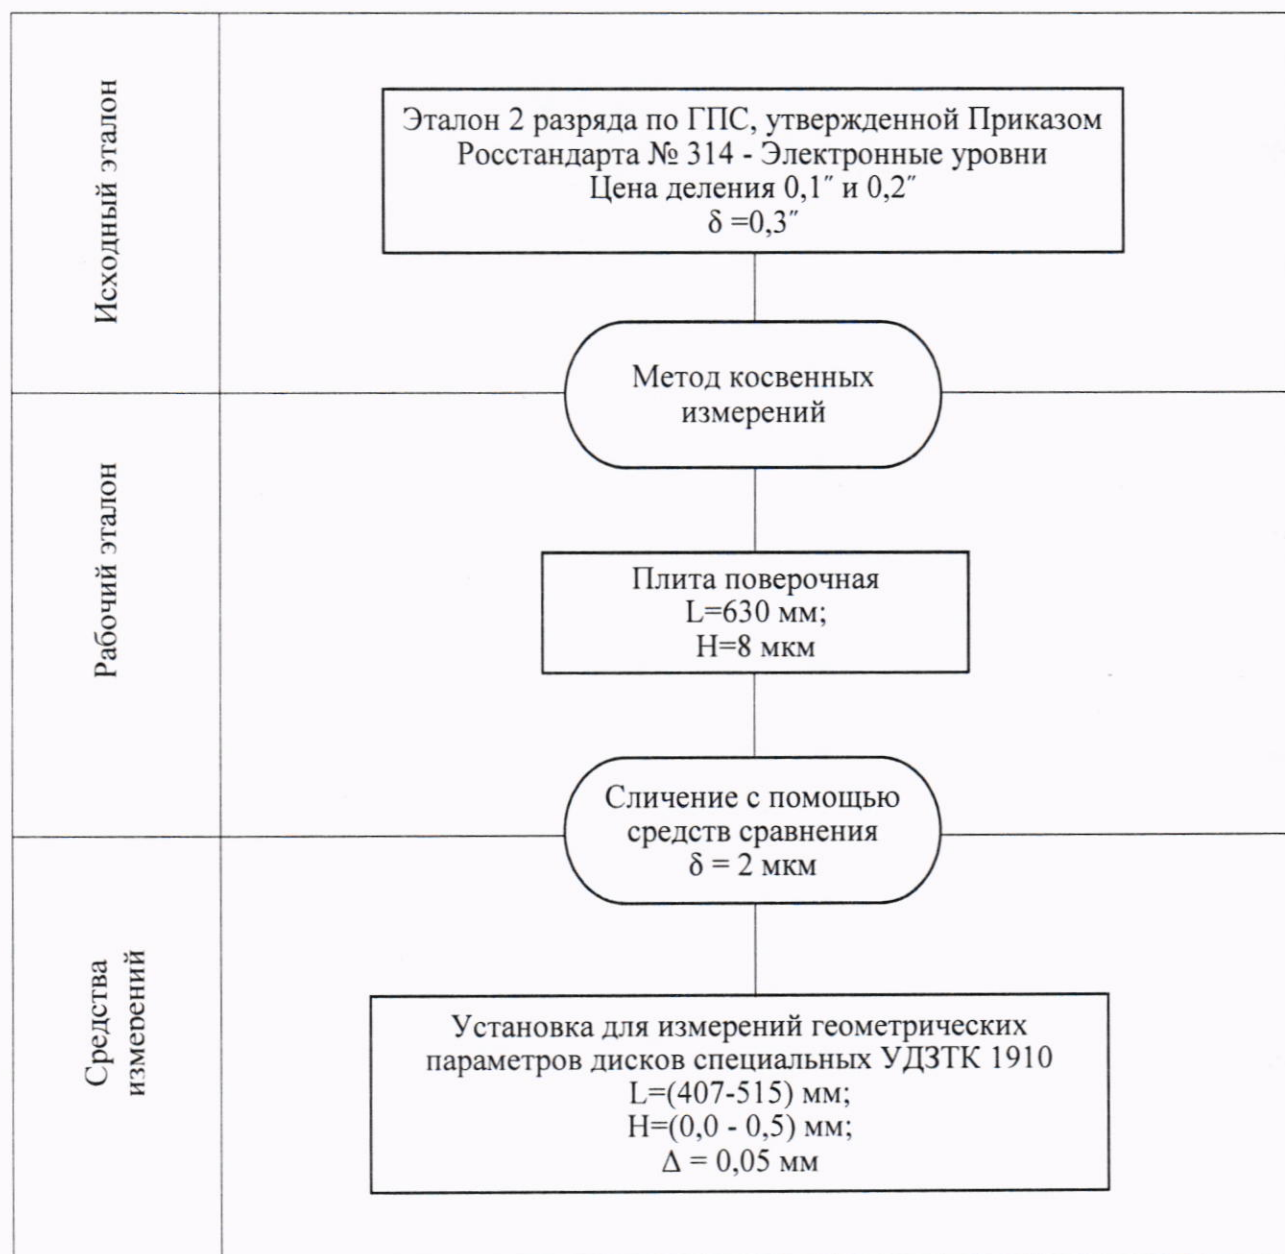 Исходный эталон
Эталон 2 разряда по ГПС, утвержденной Приказом
Росстандарта № 314 - Электронные уровни
Цена деления 0,1″ и 0,2″
δ =0,3″
Метод косвенных
измерений
Рабочий эталон
Плита поверочная
L=630 мм;
H=8 мкм
Сличение с помощью
средств сравнения
δ = 2 мкм
Средства
измерений
Установка для измерений геометрических
параметров дисков специальных УДЗТК 1910
L=(407-515) мм;
H=(0,0 - 0,5) мм;
Δ = 0,05 мм